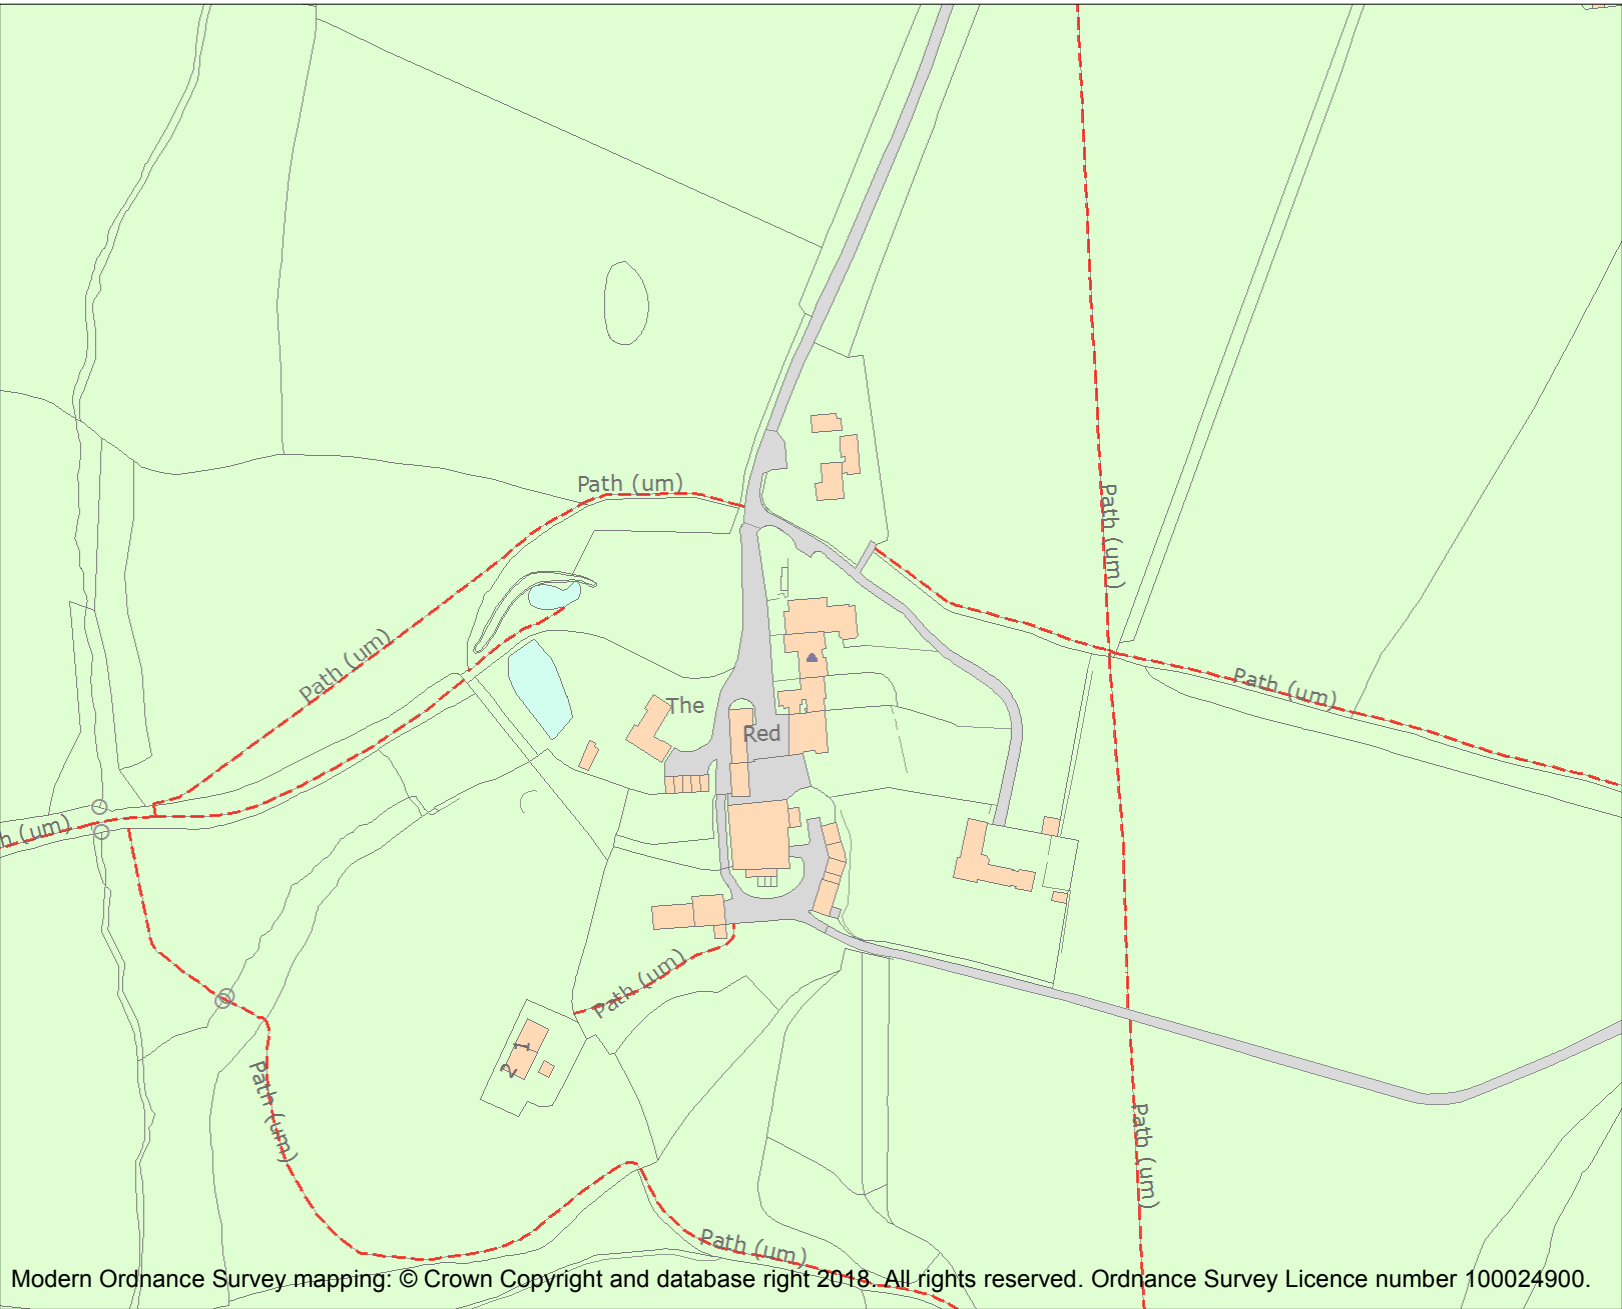 Path (um)
Path (um)
Path (um)
Path (um)
The
Red
h (um)
Path (um)
1
2
Path (um)
Path (um)
Path (um)
Modern Ordnance Survey mapping: © Crown Copyright and database right 2018. All rights reserved. Ordnance Survey Licence number 100024900.